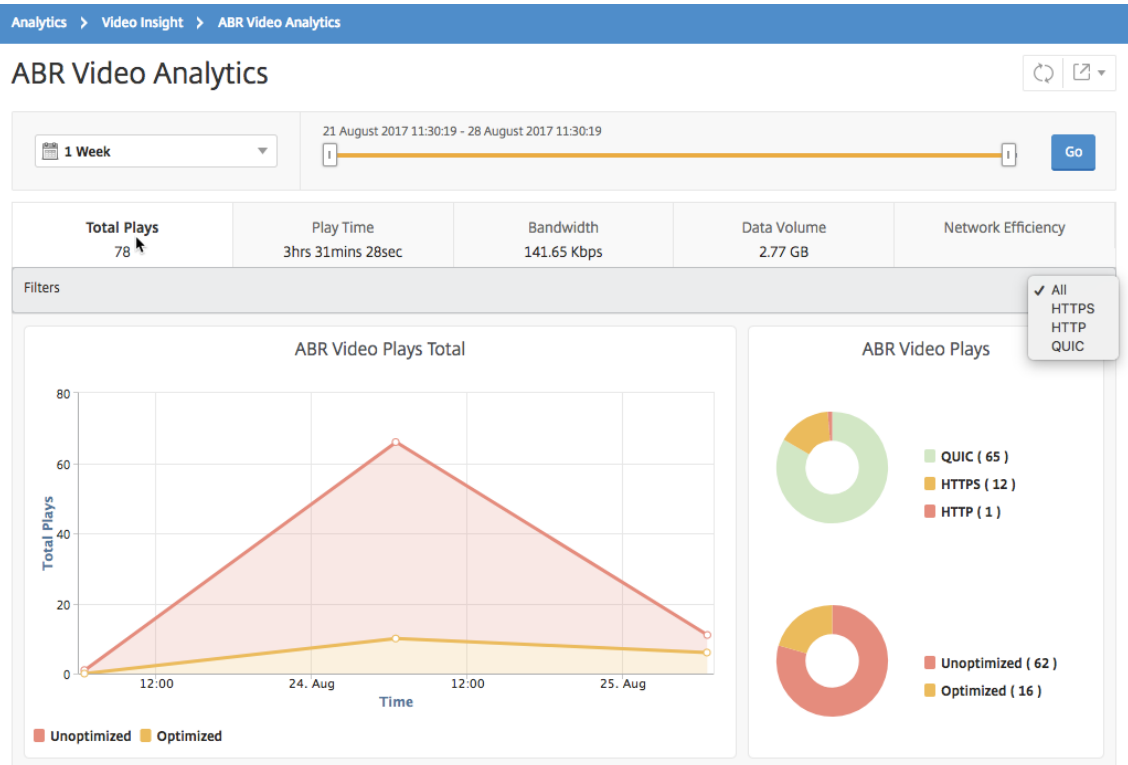 Analytics > Video Insight > ABR Video Analytics
ABR Video Analytics
21 August 2017 11:30:19 - 28 August 2017 11:30:19
1 Week
Go
Total Plays
78
Play Time
3hrs 31mins 28sec
Bandwidth
141.65 Kbps
Data Volume
2.77 GB
Network Efficiency
Filters
✓ All
HTTPS
HTTP
QUIC
ABR Video Plays Total
80
60
40
20
0
Total Plays
12:00
24. Aug
12:00
25. Aug
Time
Unoptimized
Optimized
ABR Video Plays
QUIC ( 65 )
HTTPS ( 12 )
HTTP ( 1 )
Unoptimized ( 62 )
Optimized ( 16 )